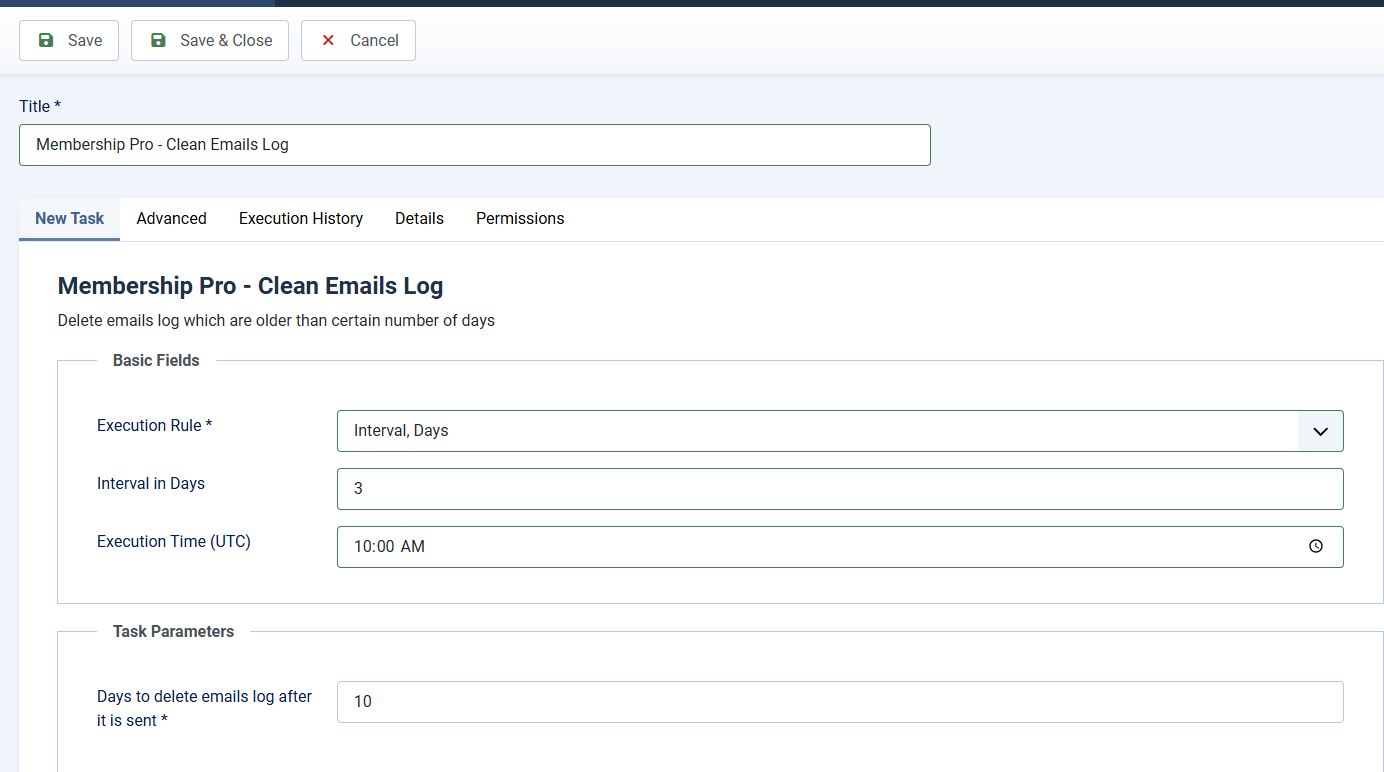 Save Save & Close Cancel
Title *
Membership Pro - Clean Emails Log
New Task Advanced Execution History Details Permissions
Membership Pro - Clean Emails Log
Delete emails log which are older than certain number of days
Basic Fields
Execution Rule * Interval, Days
Interval in Days 3
Execution Time (UTC) 10:00 AM
Task Parameters
Days to delete emails log after 10
it is sent *